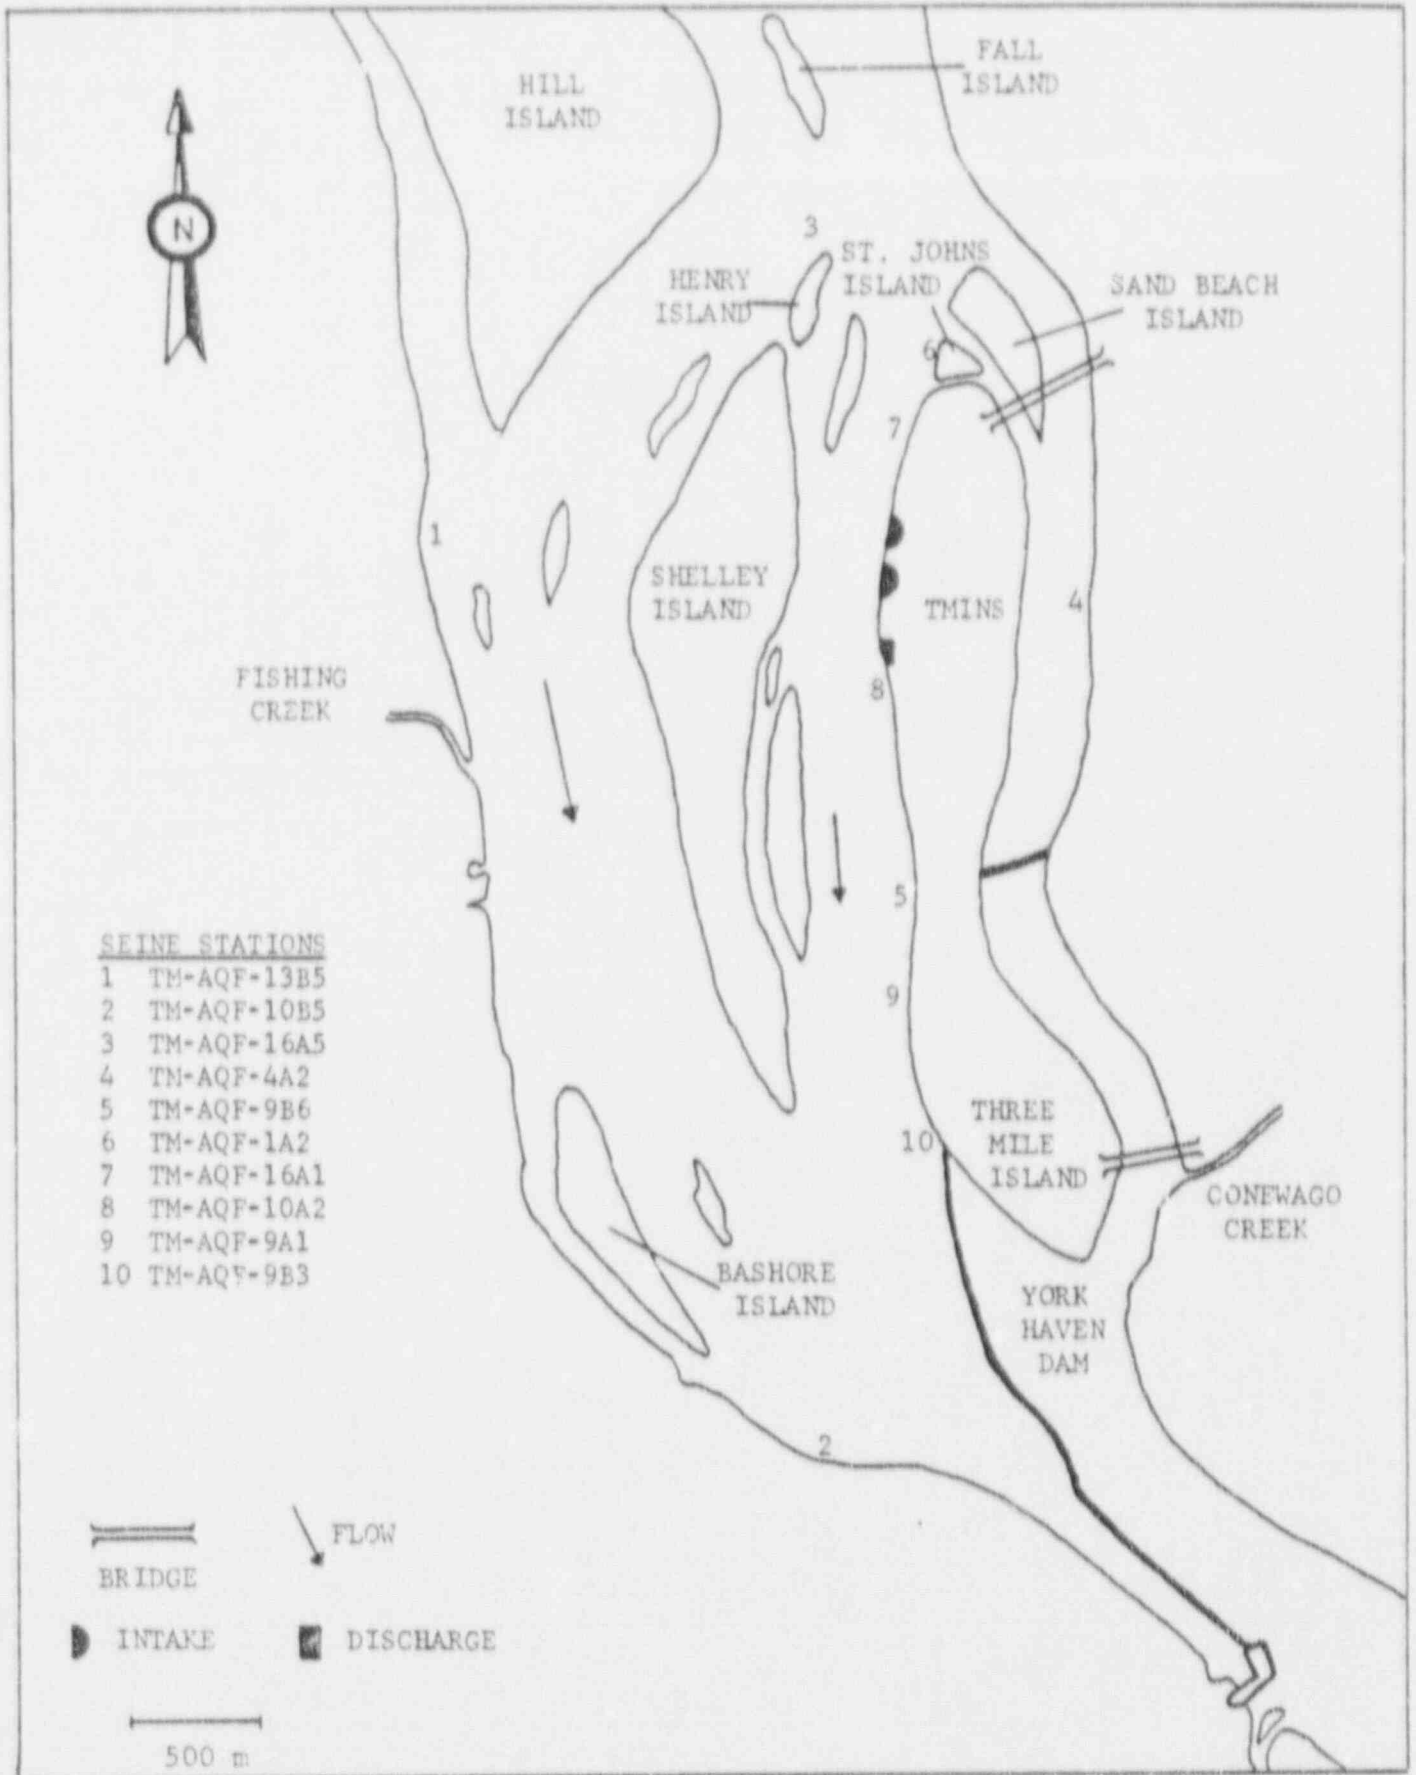 FALL
ISLAND
HILL
ISLAND
N
3
ST. JOHNS
ISLAND
HENRY
ISLAND
SAND BEACH
ISLAND
6
7
1
SHELLEY
ISLAND
TMINS
4
FISHING
CREEK
8
5
SEINE STATIONS
1 TM-AQF-13B5
2 TM-AQF-10B5
3 TM-AQF-16A5
4 TM-AQF-4A2
5 TM-AQF-9B6
6 TM-AQF-1A2
7 TM-AQF-16A1
8 TM-AQF-10A2
9 TM-AQF-9A1
10 TM-AQF-9B3
9
THREE
MILE
ISLAND
10
CONEWAGO
CREEK
BASHORE
ISLAND
YORK
HAVEN
DAM
2
FLOW
BRIDGE
INTAKE
DISCHARGE
500 m